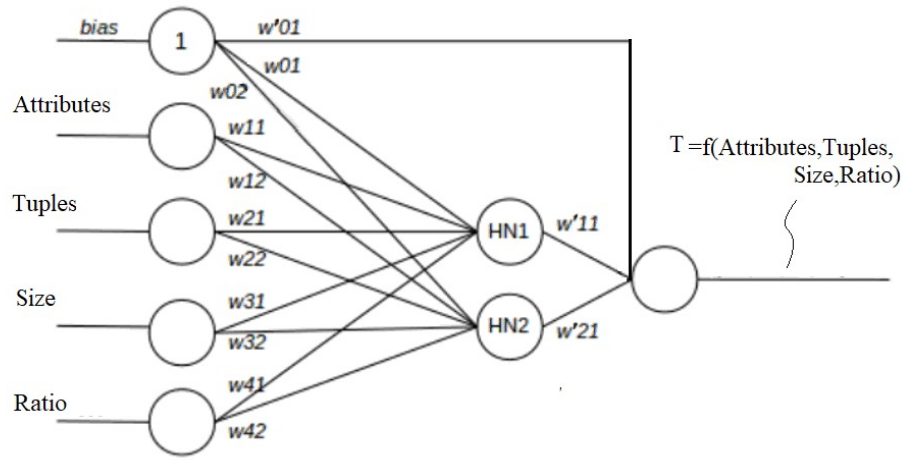 bias
1
w'01
w01
w02
Attributes
w11
w12
T =f(Attributes,Tuples,
Size,Ratio)
Tuples
w21
w22
HN1
w'11
Size
w31
w32
HN2
w'21
Ratio
w41
w42